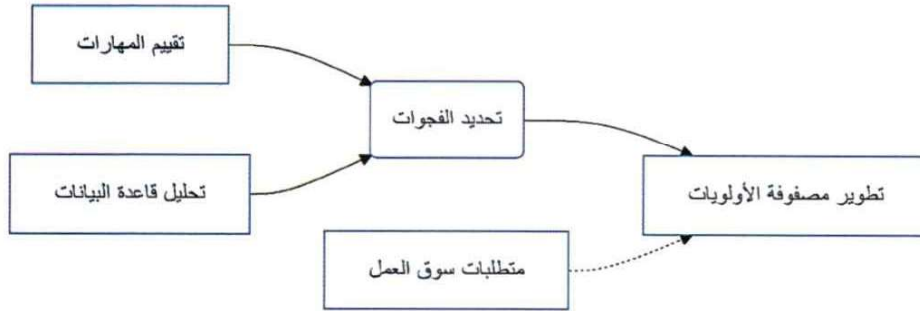 تقييم المهارات
تحديد الفجوات
تحليل قاعدة البيانات
تطوير مصفوفة الأولويات
متطلبات سوق العمل